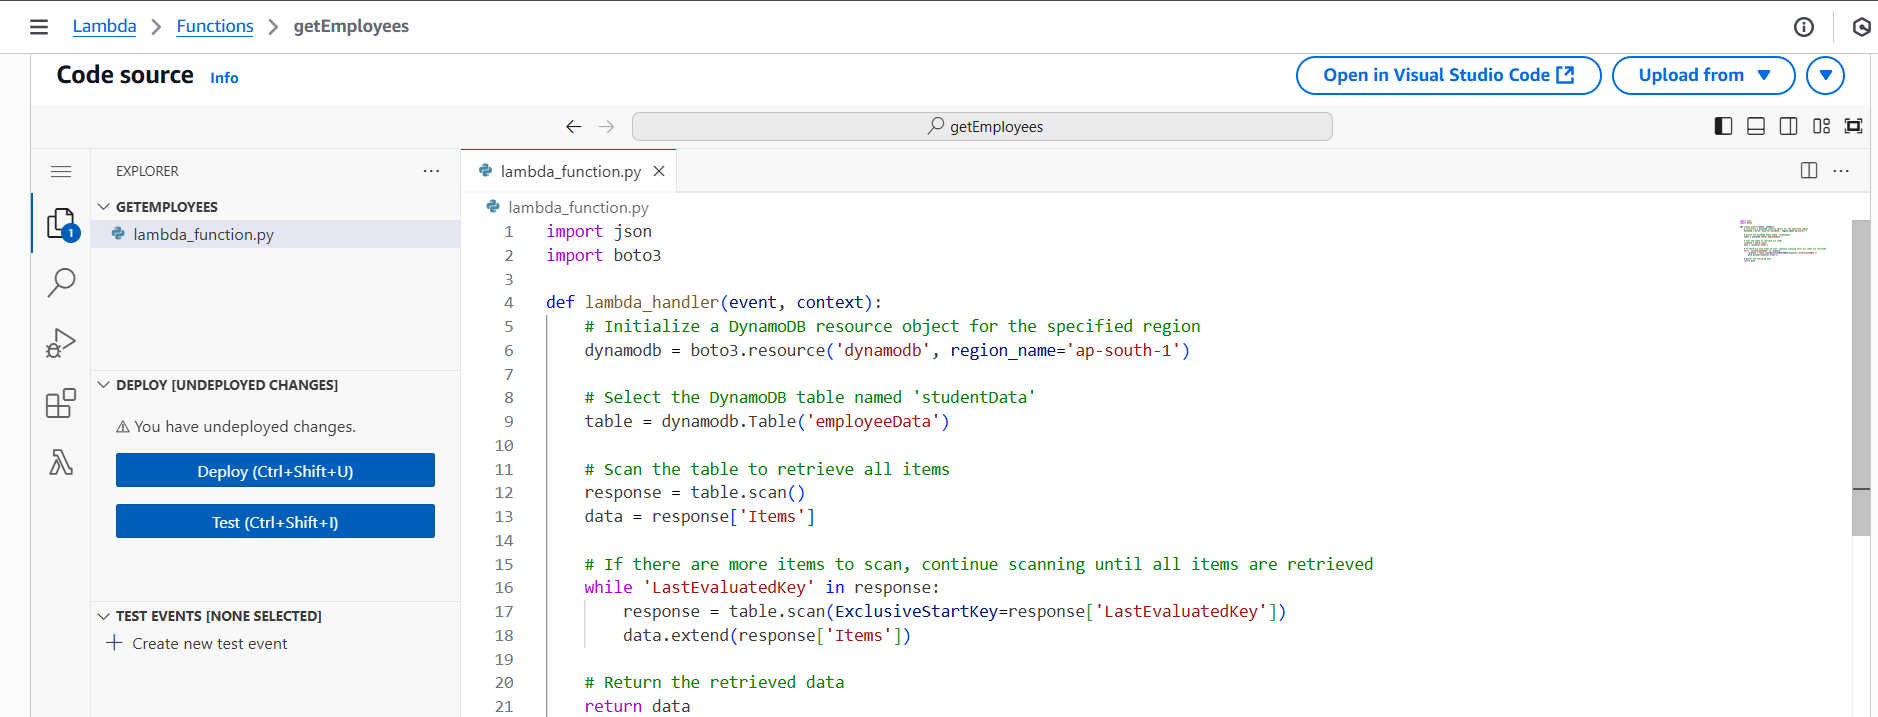 Lambda > Functions > getEmployees
Code source Info
Open in Visual Studio Code
Upload from
getEmployees
EXPLORER
GETEMPLOYEES
1
lambda_function.py
DEPLOY [UNDEPLOYED CHANGES]
You have undeployed changes.
Deploy (Ctrl+Shift+U)
Test (Ctrl+Shift+I)
TEST EVENTS [NONE SELECTED]
Create new test event
lambda_function.py
lambda_function.py
1 import json
2 import boto3
3
4 def lambda_handler(event, context):
5     # Initialize a DynamoDB resource object for the specified region
6     dynamodb = boto3.resource('dynamodb', region_name='ap-south-1')
7
8     # Select the DynamoDB table named 'studentData'
9     table = dynamodb.Table('employeeData')
10
11     # Scan the table to retrieve all items
12     response = table.scan()
13     data = response['Items']
14
15     # If there are more items to scan, continue scanning until all items are retrieved
16     while 'LastEvaluatedKey' in response:
17         response = table.scan(ExclusiveStartKey=response['LastEvaluatedKey'])
18         data.extend(response['Items'])
19
20     # Return the retrieved data
21     return data